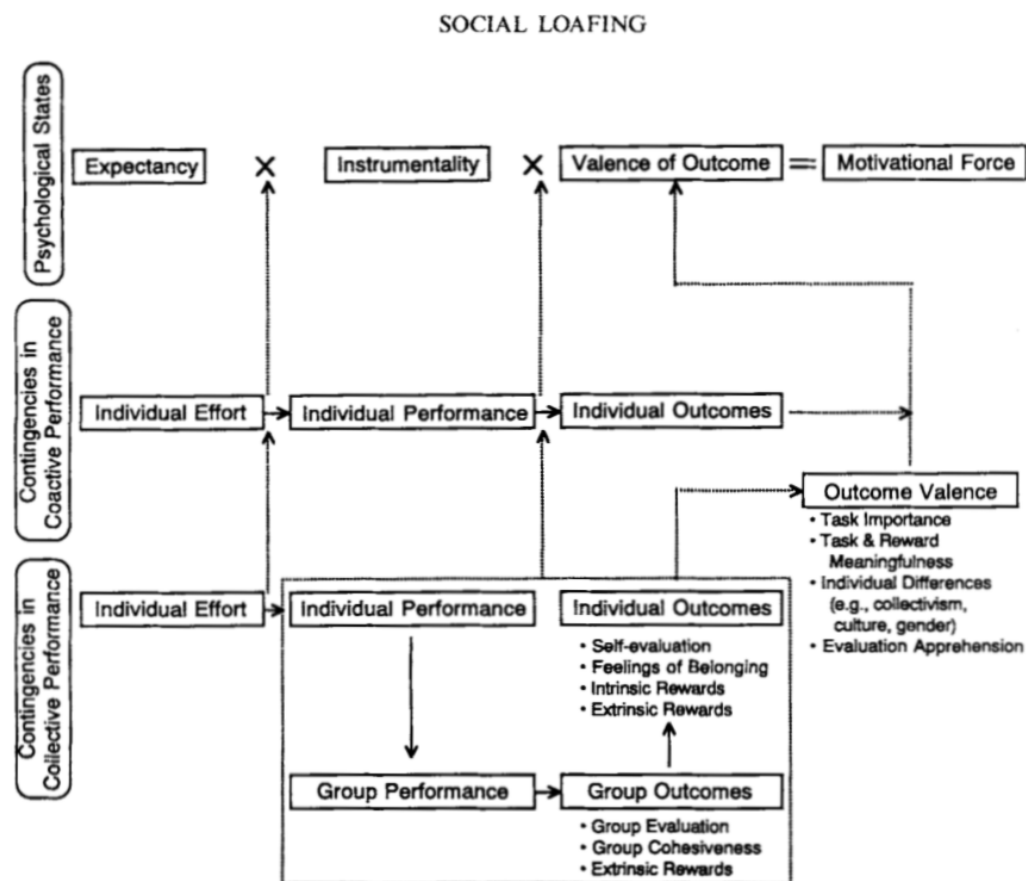 SOCIAL LOAFING
Psychological States
Expectancy
×
Instrumentality
×
Valence of Outcome
=
Motivational Force
Contingencies in
Coactive Performance
Individual Effort
Individual Performance
Individual Outcomes
Outcome Valence
• Task Importance
• Task & Reward
Meaningfulness
• Individual Differences
(e.g., collectivism,
culture, gender)
• Evaluation Apprehension
Contingencies in
Collective Performance
Individual Effort
Individual Performance
Individual Outcomes
• Self-evaluation
• Feelings of Belonging
• Intrinsic Rewards
• Extrinsic Rewards
Group Performance
Group Outcomes
• Group Evaluation
• Group Cohesiveness
• Extrinsic Rewards